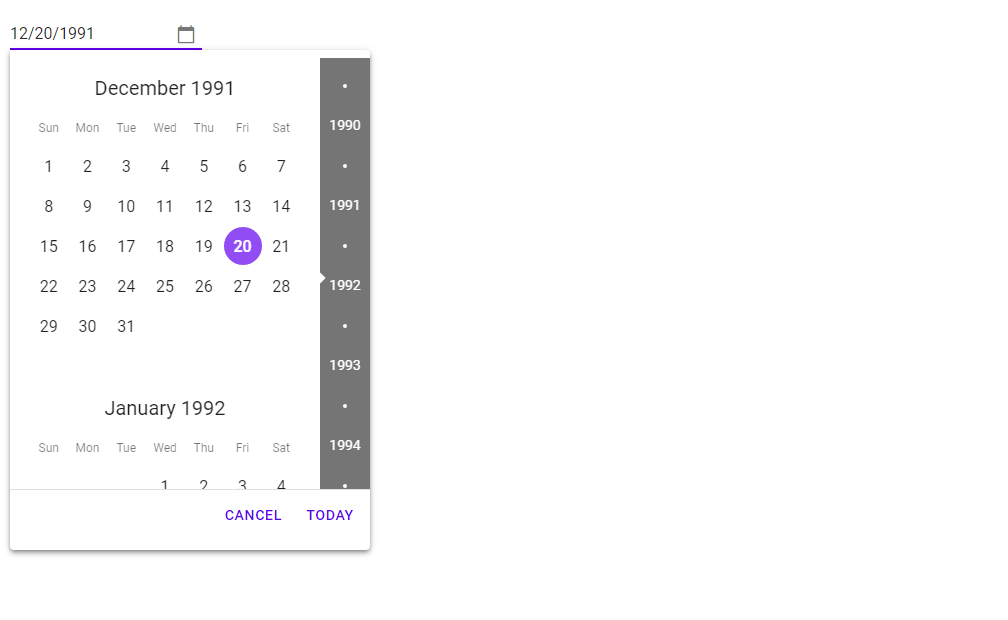 12/20/1991
December 1991
Sun Mon Tue Wed Thu Fri Sat
1 2 3 4 5 6 7
8 9 10 11 12 13 14
15 16 17 18 19 20 21
22 23 24 25 26 27 28
29 30 31
January 1992
Sun Mon Tue Wed Thu Fri Sat
1 2 3 4
•
1990
•
1991
•
1992
•
1993
•
1994
•
CANCEL TODAY